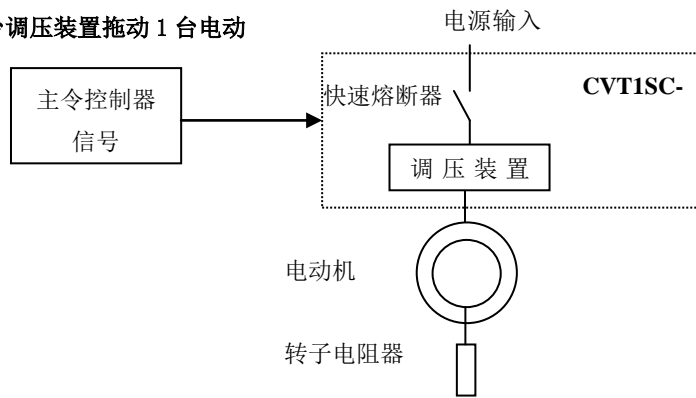 调压装置拖动 1 台电动
电源输入
主令控制器
信号
快速熔断器
CVT1SC-
调压装置
电动机
转子电阻器